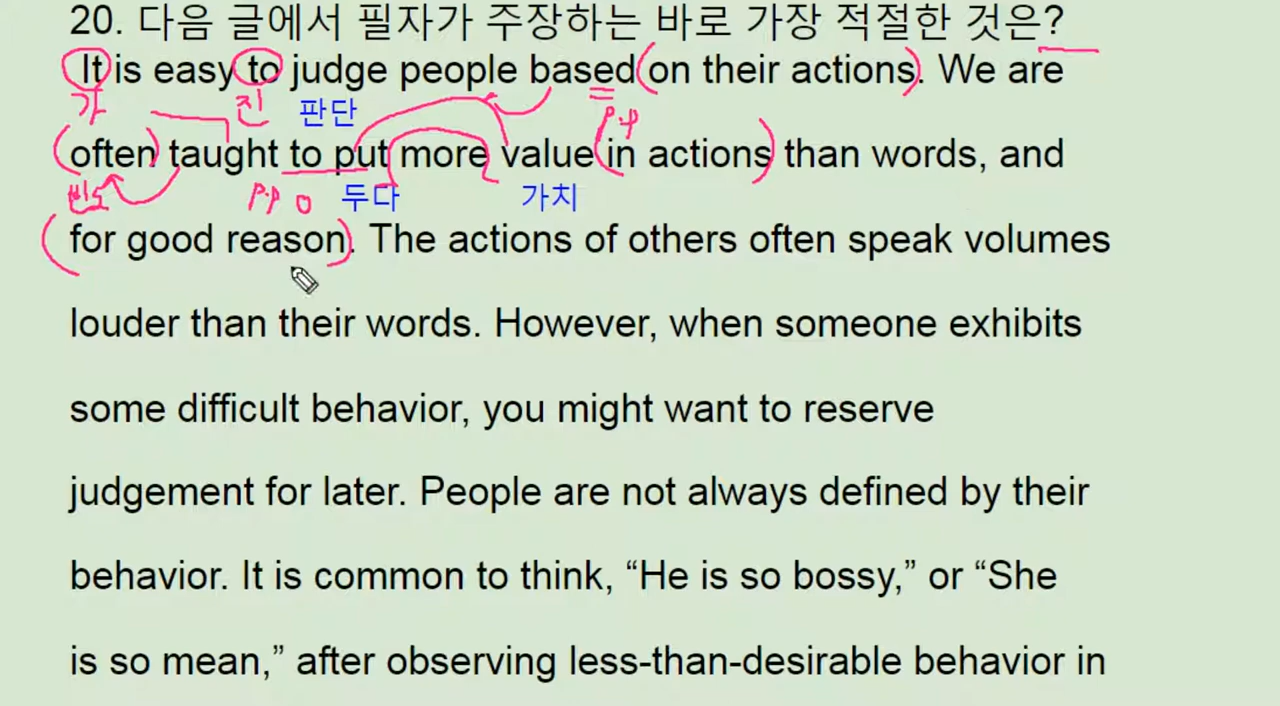 20. 다음 글에서 필자가 주장하는 바로 가장 적절한 것은?
It is easy to judge people based (on their actions). We are
가 진 판단 p.p
(often) taught to put more value (in actions) than words, and
빈도 p.p 두다 가치
(for good reason). The actions of others often speak volumes
louder than their words. However, when someone exhibits
some difficult behavior, you might want to reserve
judgement for later. People are not always defined by their
behavior. It is common to think, “He is so bossy,” or “She
is so mean,” after observing less-than-desirable behavior in